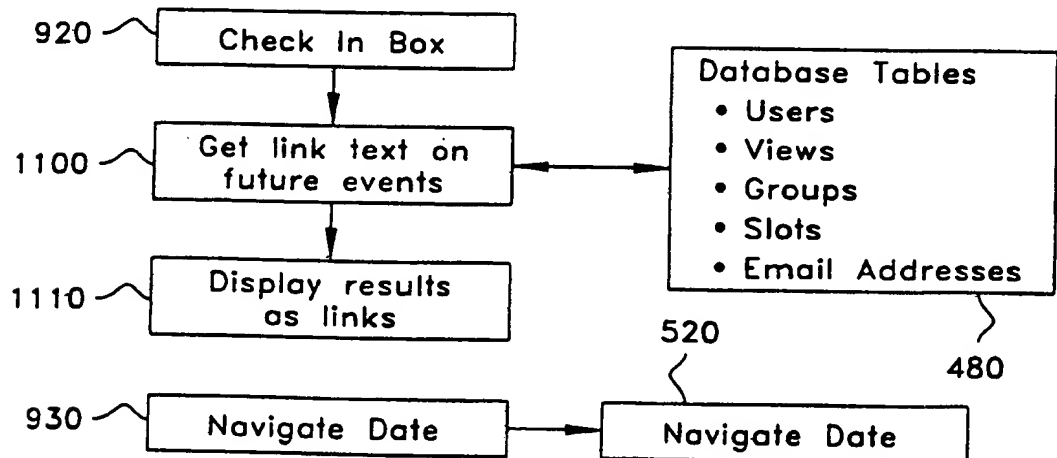 920
Check In Box
1100
Get link text on
future events
1110
Display results
as links
Database Tables
• Users
• Views
• Groups
• Slots
• Email Addresses
480
930
Navigate Date
520
Navigate Date